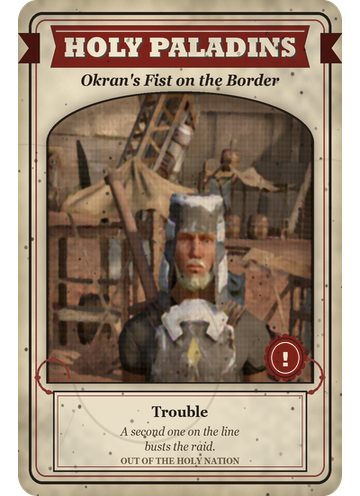 HOLY PALADINS
Okran's Fist on the Border
!
Trouble
A second one on the line
busts the raid.
OUT OF THE HOLY NATION